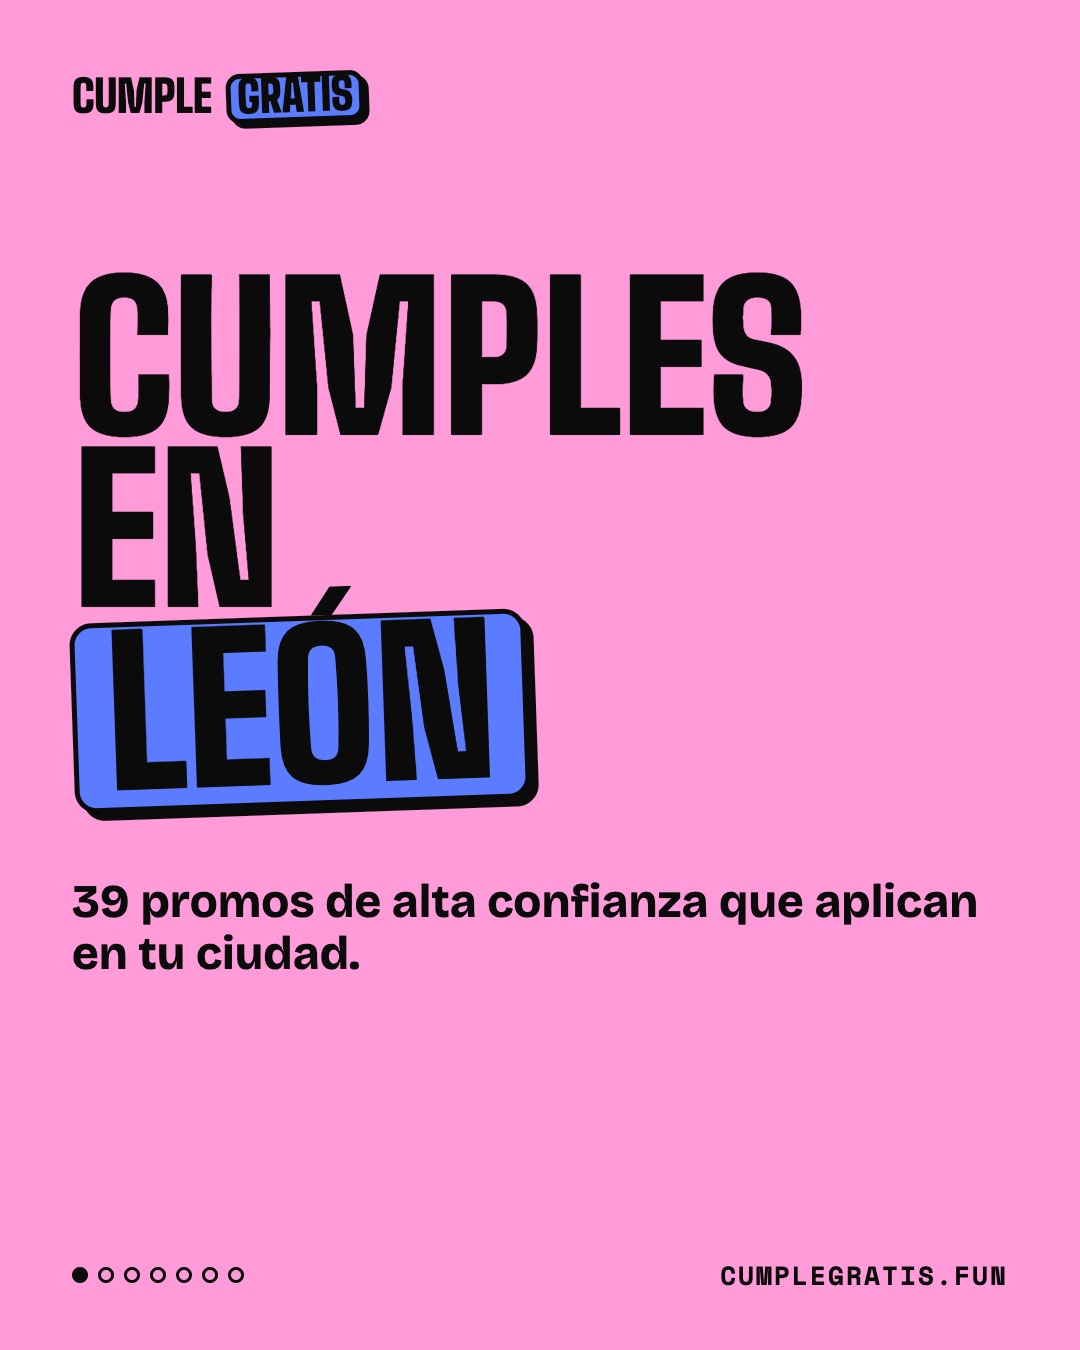 CUMPLE GRATIS
CUMPLES
EN
LEÓN
39 promos de alta confianza que aplican
en tu ciudad.
CUMPLEGRATIS.FUN